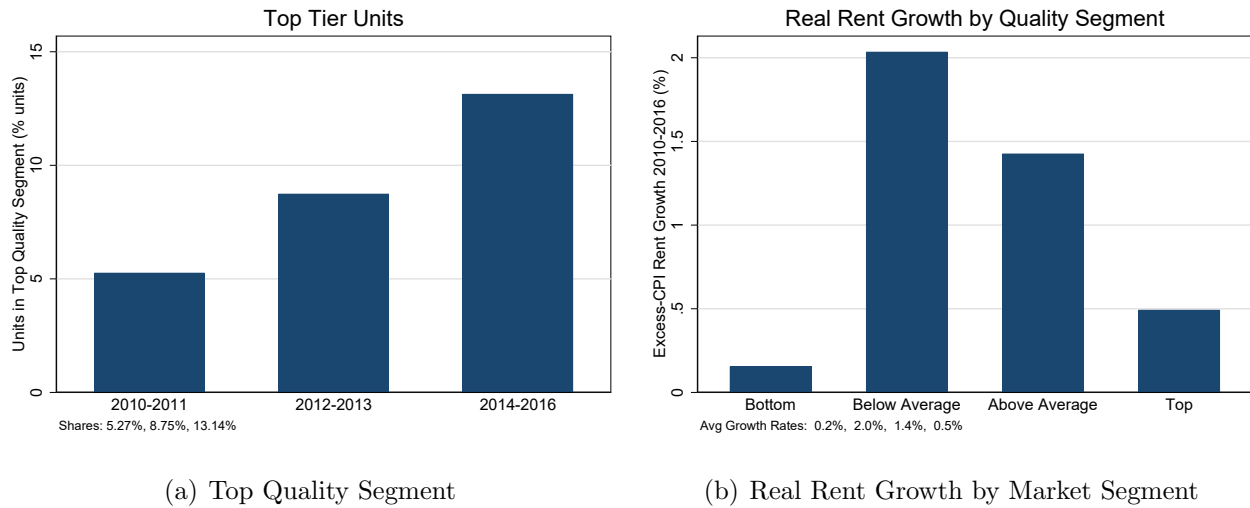 Top Tier Units
Units in Top Quality Segment (% units)
15
10
5
0
2010-2011 2012-2013 2014-2016
Shares: 5.27%, 8.75%, 13.14%
(a) Top Quality Segment
Real Rent Growth by Quality Segment
Excess-CPI Rent Growth 2010-2016 (%)
2
1.5
1
.5
0
Bottom Below Average Above Average Top
Avg Growth Rates: 0.2%, 2.0%, 1.4%, 0.5%
(b) Real Rent Growth by Market Segment